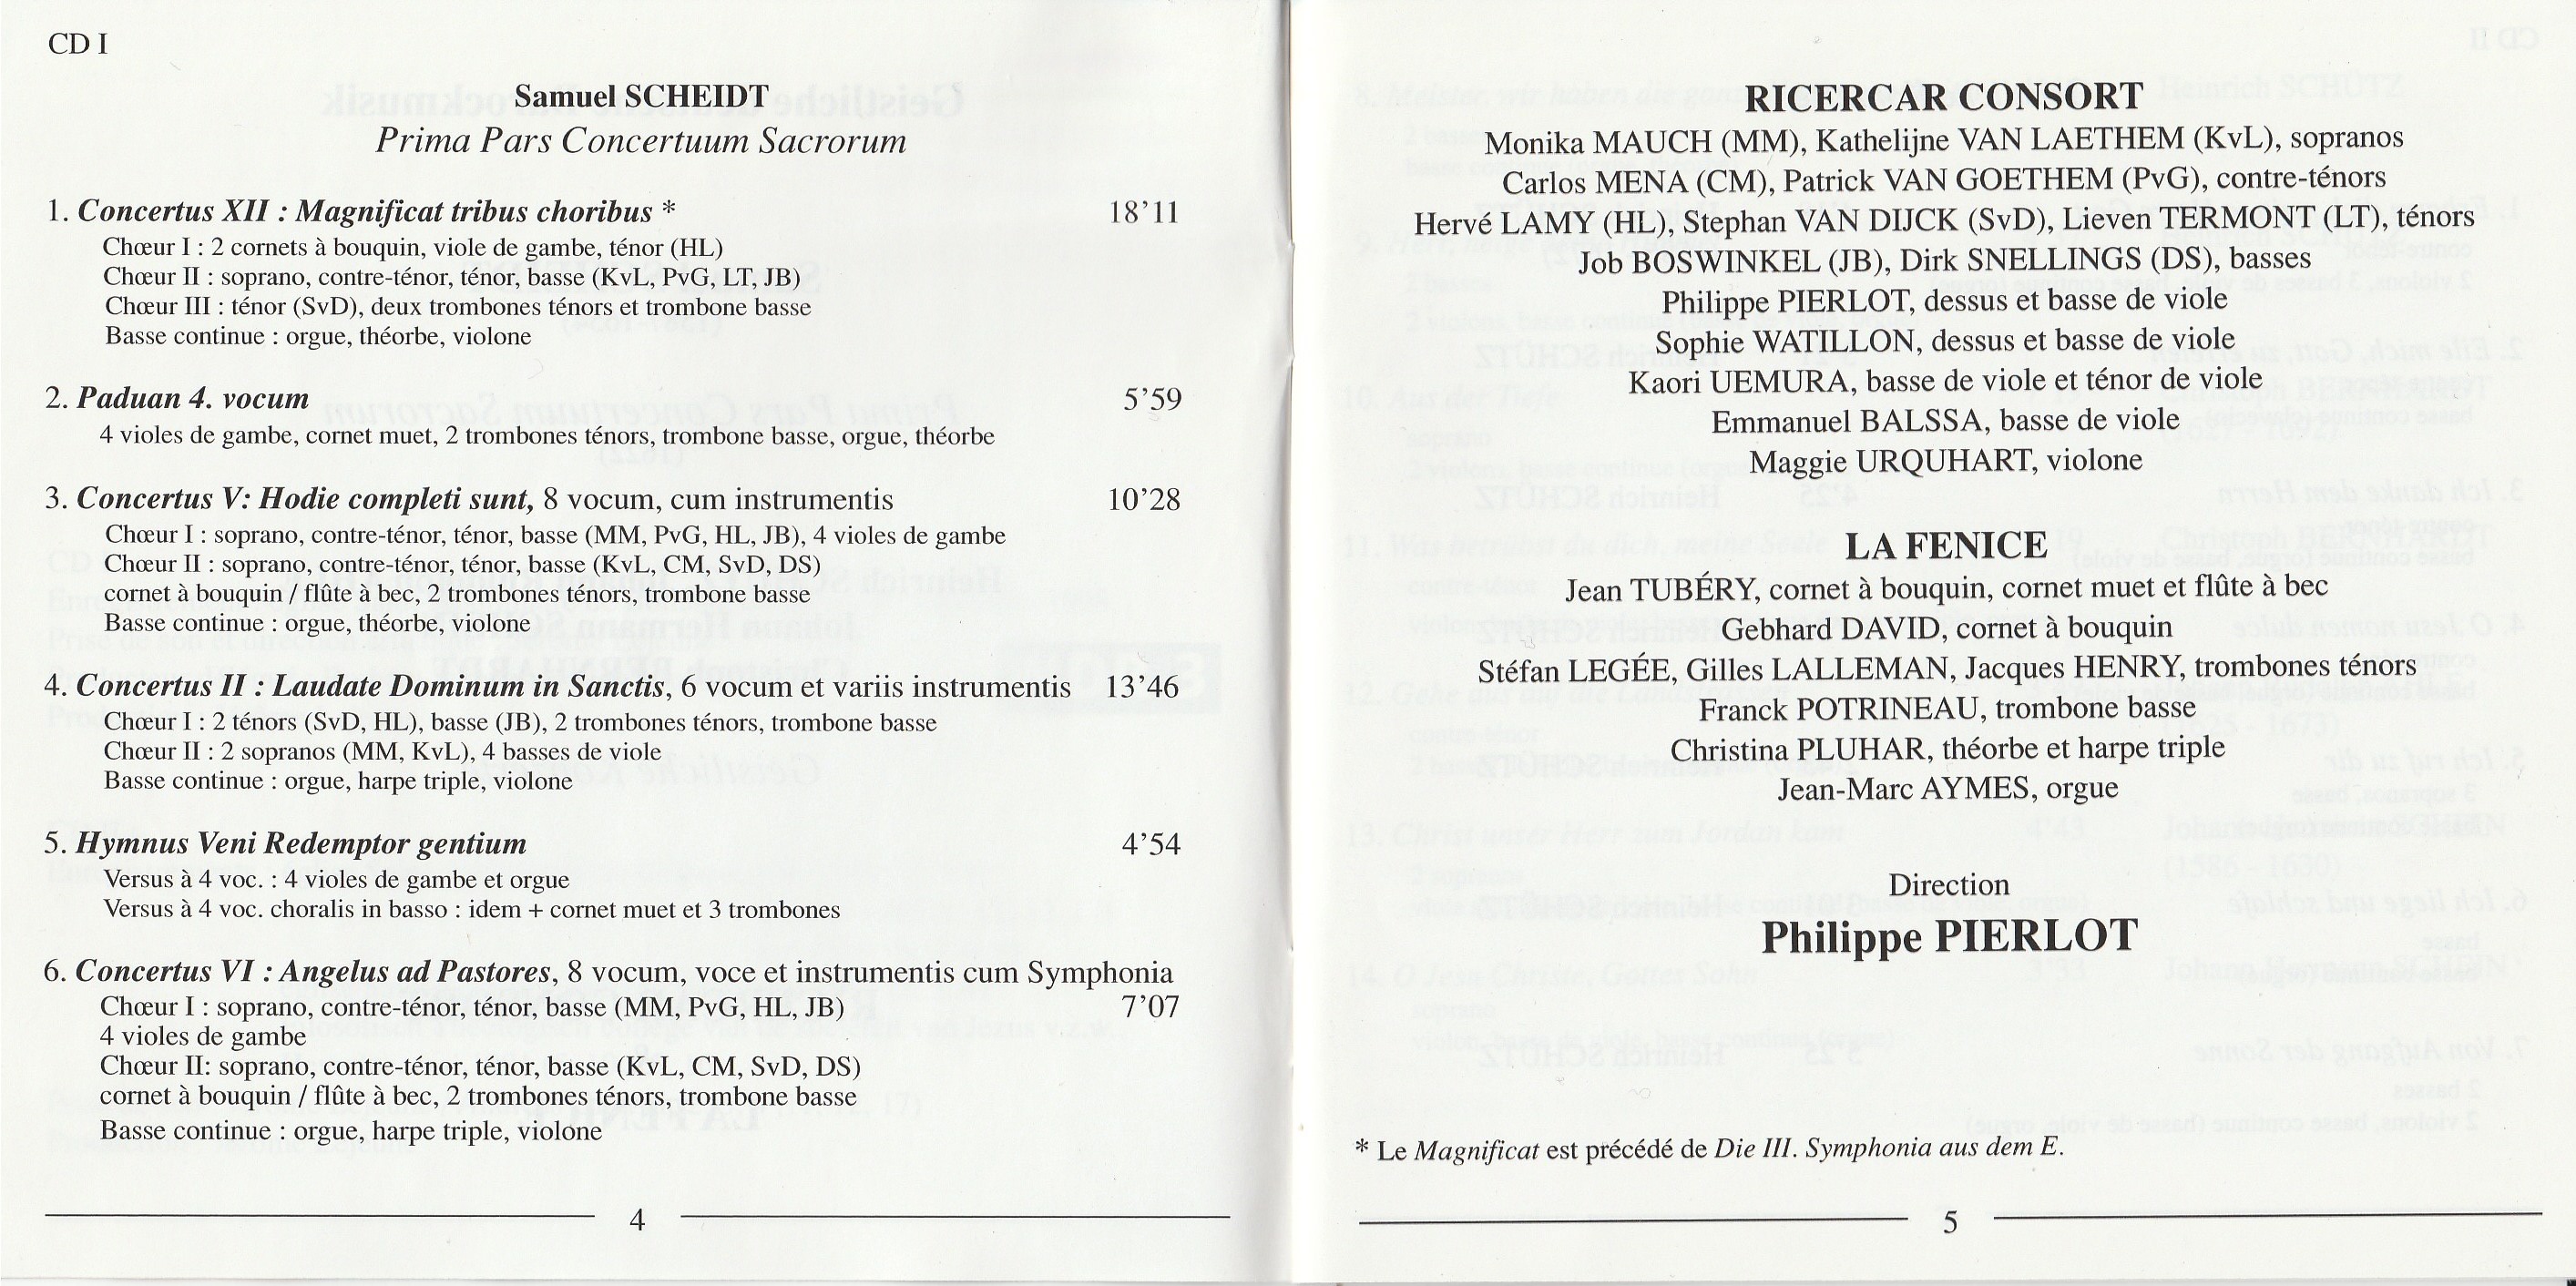 CD I
Samuel SCHEIDT
Prima Pars Concertuum Sacrorum
1. Concertus XII : Magnificat tribus choribus * 18’11
Chœur I : 2 cornets à bouquin, viole de gambe, ténor (HL)
Chœur II : soprano, contre-ténor, ténor, basse (KvL, PvG, LT, JB)
Chœur III : ténor (SvD), deux trombones ténors et trombone basse
Basse continue : orgue, théorbe, violone
2. Paduan 4. vocum 5’59
4 violes de gambe, cornet muet, 2 trombones ténors, trombone basse, orgue, théorbe
3. Concertus V: Hodie completi sunt, 8 vocum, cum instrumentis 10’28
Chœur I : soprano, contre-ténor, ténor, basse (MM, PvG, HL, JB), 4 violes de gambe
Chœur II : soprano, contre-ténor, ténor, basse (KvL, CM, SvD, DS)
cornet à bouquin / flûte à bec, 2 trombones ténors, trombone basse
Basse continue : orgue, théorbe, violone
4. Concertus II : Laudate Dominum in Sanctis, 6 vocum et variis instrumentis 13’46
Chœur I : 2 ténors (SvD, HL), basse (JB), 2 trombones ténors, trombone basse
Chœur II : 2 sopranos (MM, KvL), 4 basses de viole
Basse continue : orgue, harpe triple, violone
5. Hymnus Veni Redemptor gentium 4’54
Versus à 4 voc. : 4 violes de gambe et orgue
Versus à 4 voc. choralis in basso : idem + cornet muet et 3 trombones
6. Concertus VI : Angelus ad Pastores, 8 vocum, voce et instrumentis cum Symphonia
Chœur I : soprano, contre-ténor, ténor, basse (MM, PvG, HL, JB) 7’07
4 violes de gambe
Chœur II: soprano, contre-ténor, ténor, basse (KvL, CM, SvD, DS)
cornet à bouquin / flûte à bec, 2 trombones ténors, trombone basse
Basse continue : orgue, harpe triple, violone
4
RICERCAR CONSORT
Monika MAUCH (MM), Kathelijne VAN LAETHEM (KvL), sopranos
Carlos MENA (CM), Patrick VAN GOETHEM (PvG), contre-ténors
Hervé LAMY (HL), Stephan VAN DIJCK (SvD), Lieven TERMONT (LT), ténors
Job BOSWINKEL (JB), Dirk SNELLINGS (DS), basses
Philippe PIERLOT, dessus et basse de viole
Sophie WATILLON, dessus et basse de viole
Kaori UEMURA, basse de viole et ténor de viole
Emmanuel BALSSA, basse de viole
Maggie URQUHART, violone
LA FENICE
Jean TUBÉRY, cornet à bouquin, cornet muet et flûte à bec
Gebhard DAVID, cornet à bouquin
Stéfan LEGÉE, Gilles LALLEMAN, Jacques HENRY, trombones ténors
Franck POTRINEAU, trombone basse
Christina PLUHAR, théorbe et harpe triple
Jean-Marc AYMES, orgue
Direction
Philippe PIERLOT
* Le Magnificat est précédé de Die III. Symphonia aus dem E.
5